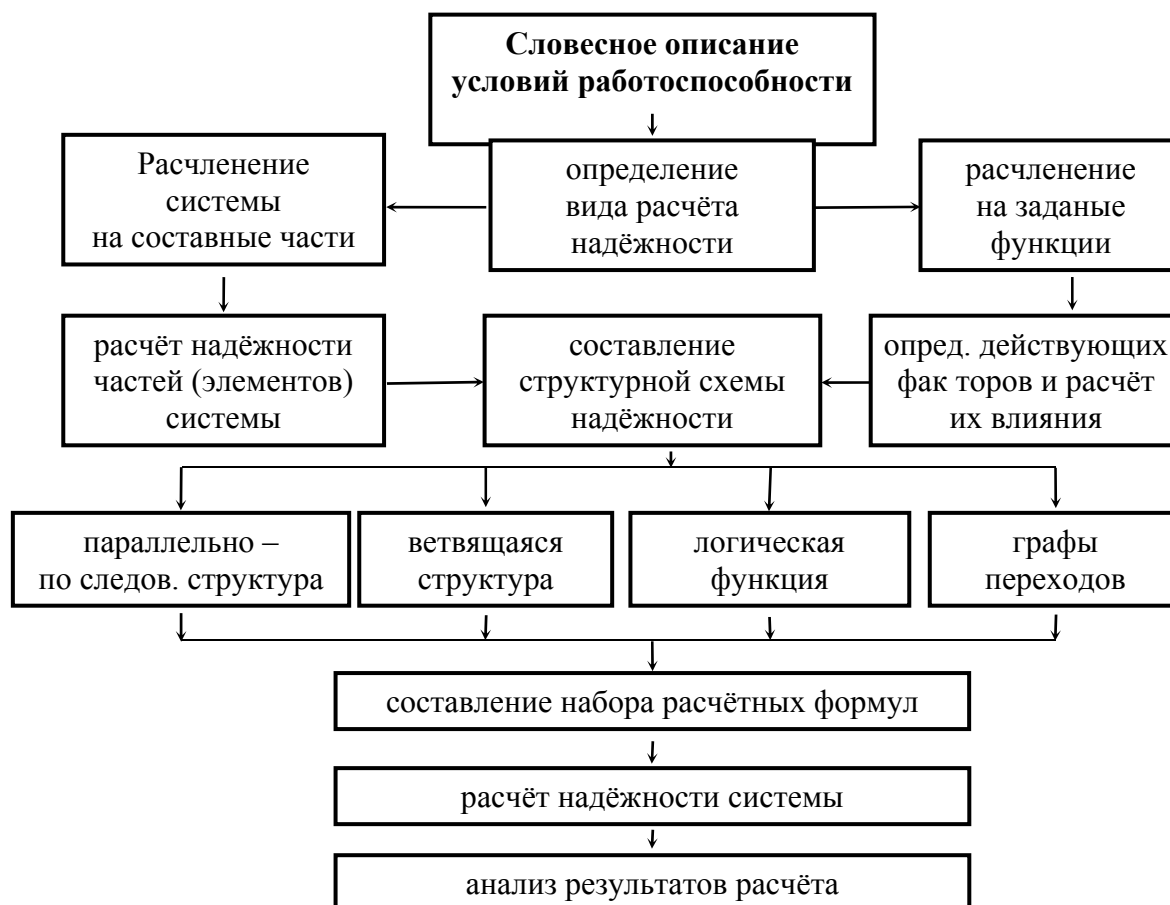 Словесное описание
условий работоспособности
Расчленение
системы
на составные части
определение
вида расчёта
надёжности
расчленение
на заданые
функции
расчёт надёжности
частей (элементов)
системы
составление
структурной схемы
надёжности
опред. действующих
фак торов и расчёт
их влияния
параллельно –
по следов. структура
ветвящаяся
структура
логическая
функция
графы
переходов
составление набора расчётных формул
расчёт надёжности системы
анализ результатов расчёта